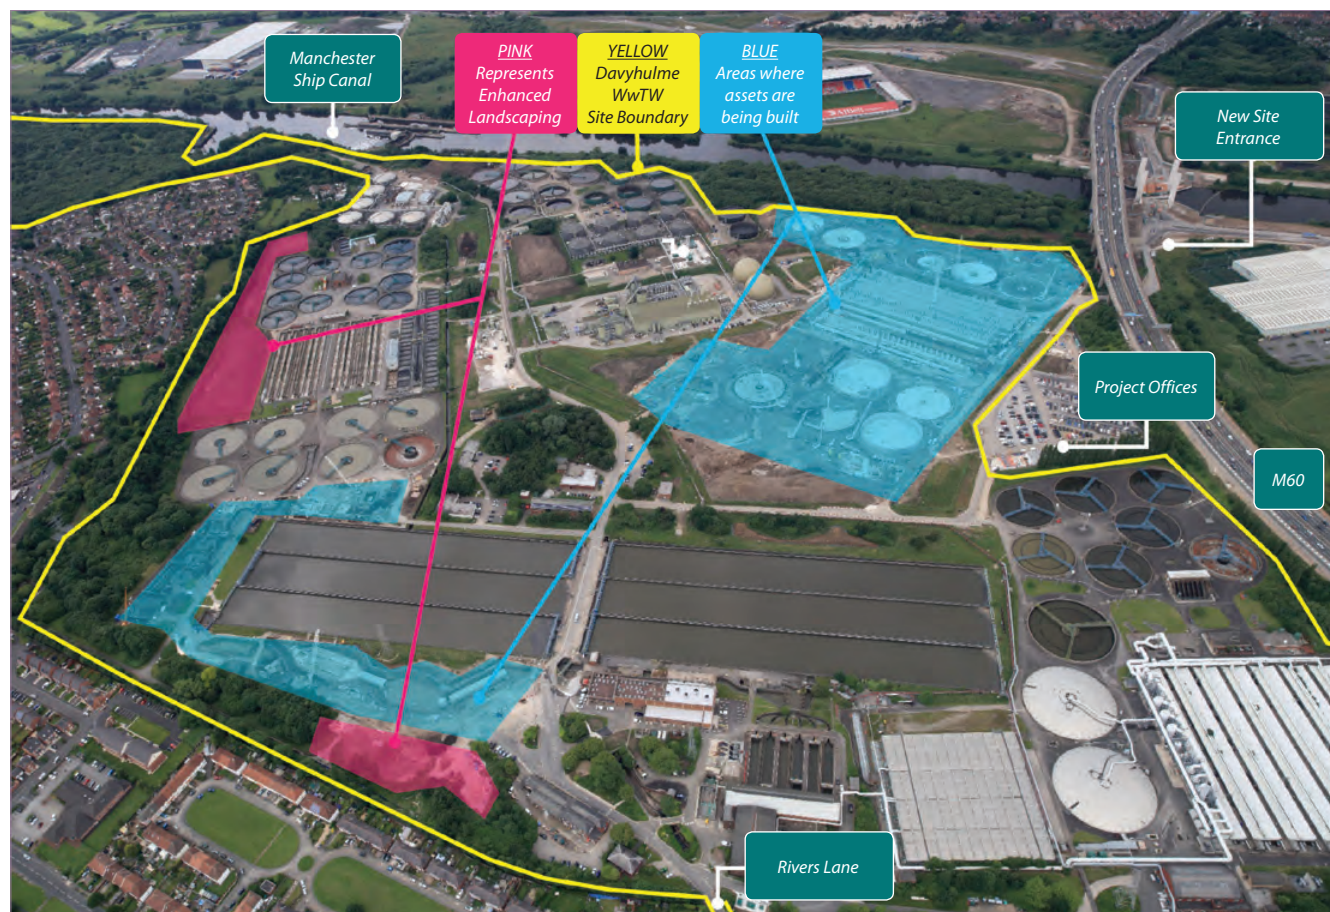 Manchester
Ship Canal
PINK
Represents
Enhanced
Landscaping
YELLOW
Davyhulme
WwTW
Site Boundary
BLUE
Areas where
assets are
being built
New Site
Entrance
Project Offices
M60
Rivers Lane